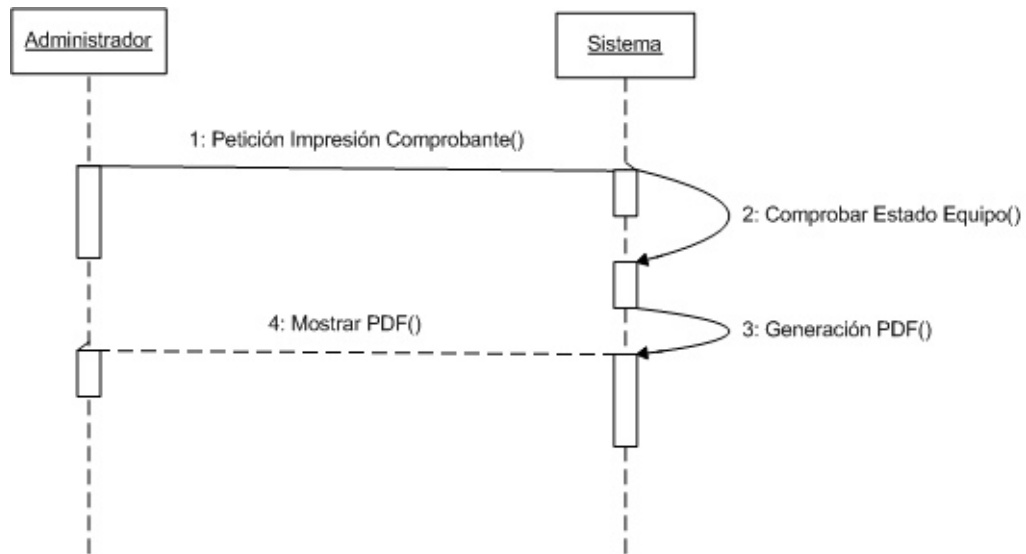 Administrador
Sistema
1: Petición Impresión Comprobante()
2: Comprobar Estado Equipo()
4: Mostrar PDF()
3: Generación PDF()